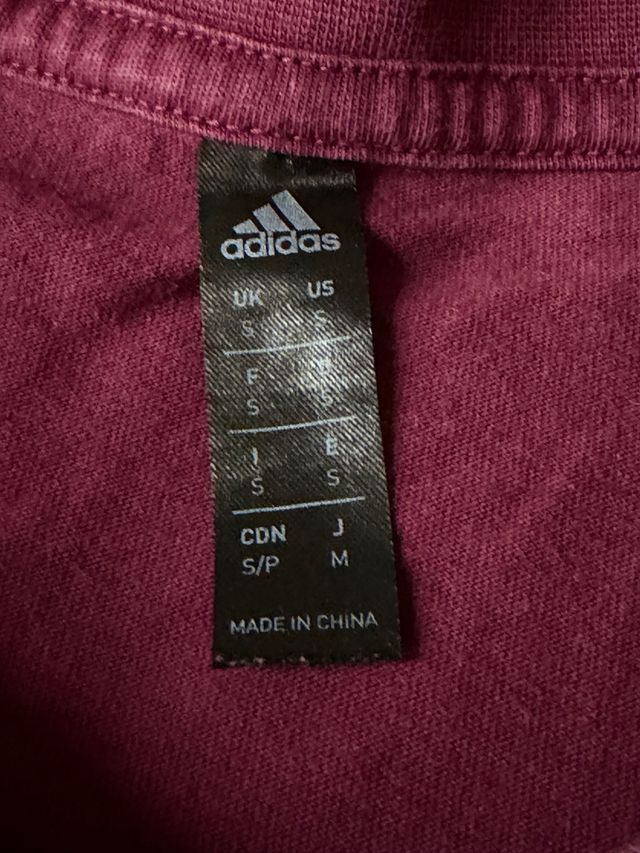 adidas
UK US
S S
F D
S S
I E
S S
CDN J
S/P M
MADE IN CHINA